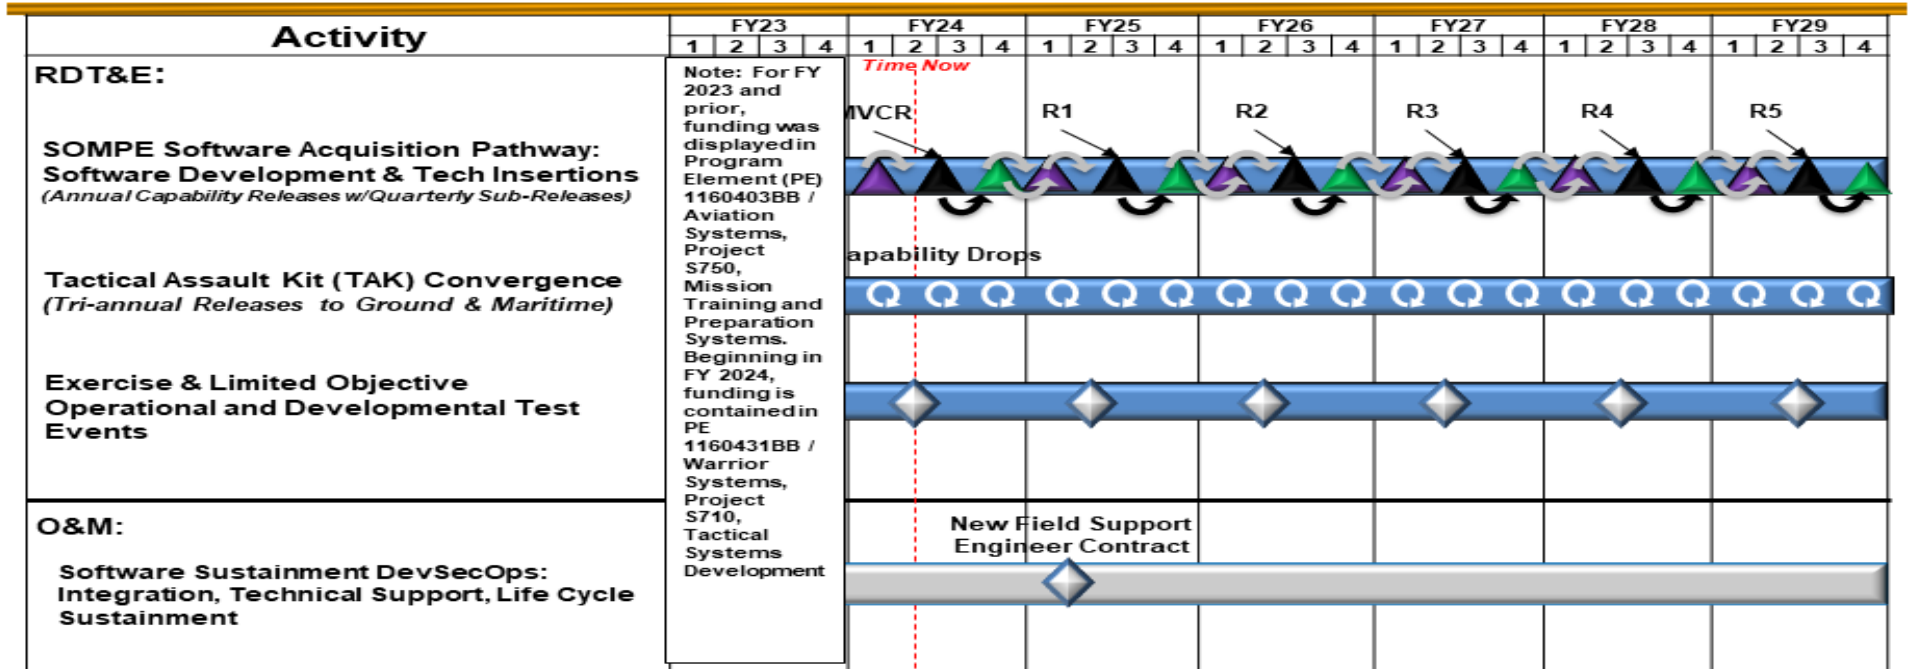 Activity
FY23 FY24 FY25 FY26 FY27 FY28 FY29
1 2 3 4 1 2 3 4 1 2 3 4 1 2 3 4 1 2 3 4 1 2 3 4 1 2 3 4
Time Now
RDT&E:
MVCR R1 R2 R3 R4 R5
SOMPE Software Acquisition Pathway:
Software Development & Tech Insertions
(Annual Capability Releases w/Quarterly Sub-Releases)
apability Drops
Tactical Assault Kit (TAK) Convergence
(Tri-annual Releases to Ground & Maritime)
Exercise & Limited Objective
Operational and Developmental Test
Events
Note: For FY
2023 and
prior,
funding was
displayed in
Program
Element (PE)
1160403BB /
Aviation
Systems,
Project
S750,
Mission
Training and
Preparation
Systems.
Beginning in
FY 2024,
funding is
contained in
PE
1160431BB /
Warrior
Systems,
Project
S710,
Tactical
Systems
Development
O&M:
New Field Support
Engineer Contract
Software Sustainment DevSecOps:
Integration, Technical Support, Life Cycle
Sustainment